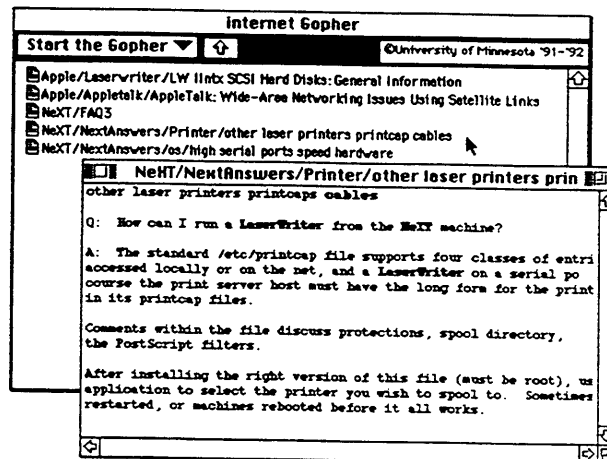 internet Gopher
Start the Gopher
©University of Minnesota '91-'92
Apple/Laserwriter/LW IIntx SCSI Hard Disks:General Information
Apple/Appletalk/AppleTalk: Wide-Area Networking Issues Using Satellite Links
NeXT/FAQ3
NeXT/NextAnswers/Printer/other laser printers printcap cables
NeXT/NextAnswers/os/high serial ports speed hardware
NeXT/NextAnswers/Printer/other laser printers prin
other laser printers printcaps cables
Q: How can I run a LaserWriter from the NeXT machine?
A: The standard /etc/printcap file supports four classes of entri
accessed locally or on the net, and a LaserWriter on a serial po
course the print server host must have the long form for the print
in its printcap files.
Comments within the file discuss protections, spool directory,
the PostScript filters.
After installing the right version of this file (must be root), us
application to select the printer you wish to spool to. Sometimes
restarted, or machines rebooted before it all works.